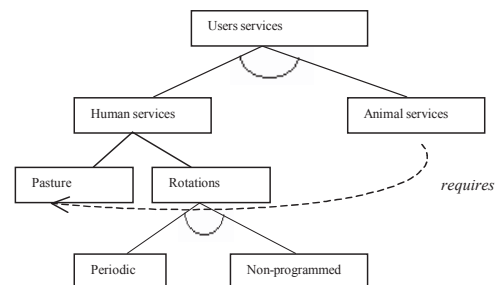 Users services
Human services
Animal services
Pasture
Rotations
requires
Periodic
Non-programmed